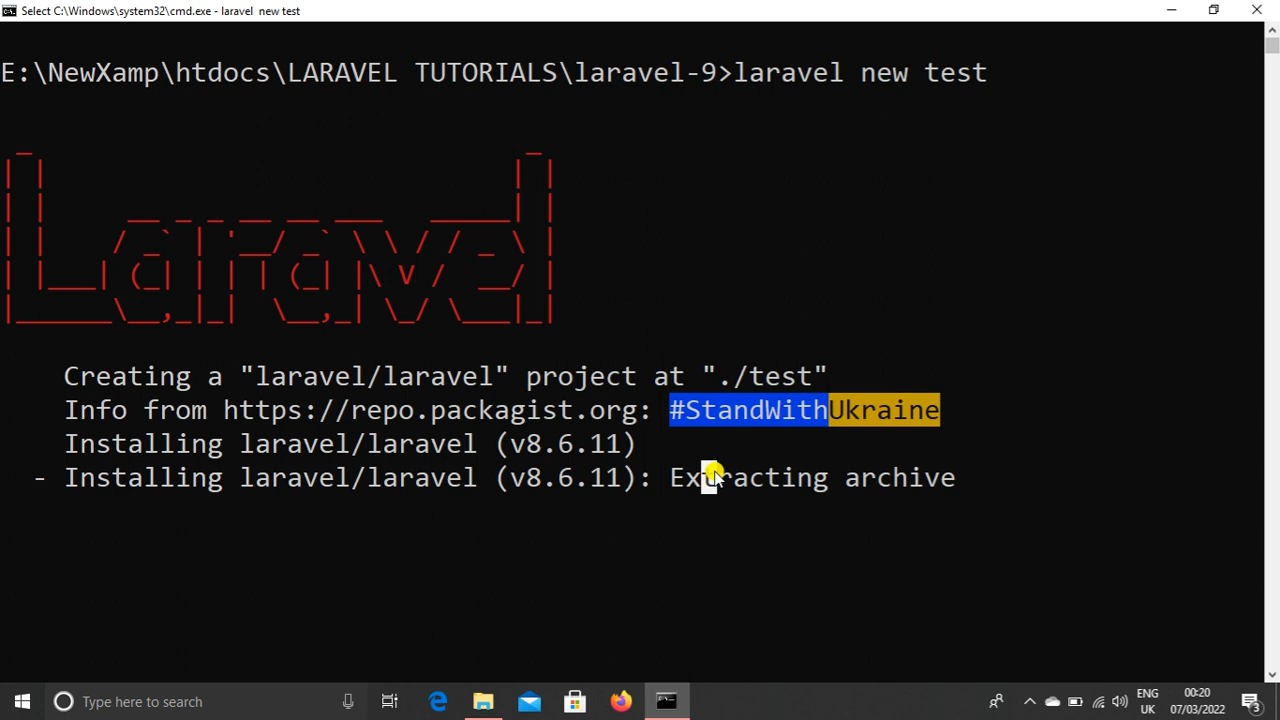 Select C:\Windows\system32\cmd.exe - laravel  new test
E:\NewXamp\htdocs\LARAVEL TUTORIALS\laravel-9>laravel new test
Laravel
Creating a "laravel/laravel" project at "./test"
Info from https://repo.packagist.org: #StandWithUkraine
Installing laravel/laravel (v8.6.11)
- Installing laravel/laravel (v8.6.11): Extracting archive
Type here to search
ENG
UK
00:20
07/03/2022
3